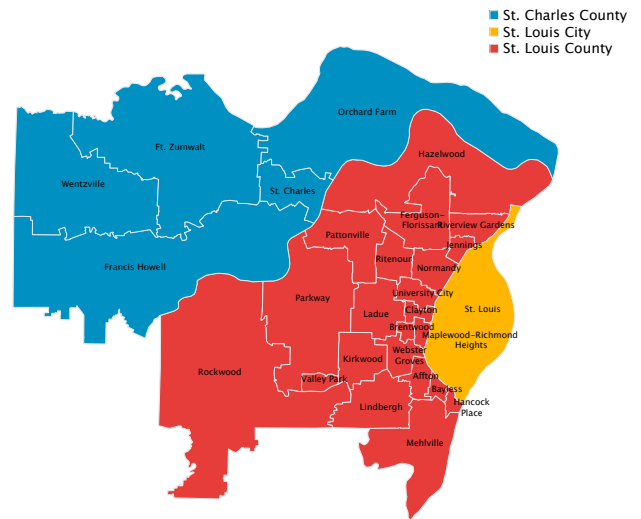 St. Charles County
St. Louis City
St. Louis County
Orchard Farm
Ft. Zumwalt
Hazelwood
Wentzville
St. Charles
Ferguson-
Florissant
Riverview Gardens
Pattonville
Jennings
Ritenour
Normandy
Francis Howell
University City
Parkway
Clayton
St. Louis
Ladue
Brentwood
Maplewood-Richmond
Heights
Webster
Groves
Kirkwood
Rockwood
Valley Park
Affton
Bayless
Hancock
Place
Lindbergh
Mehlville